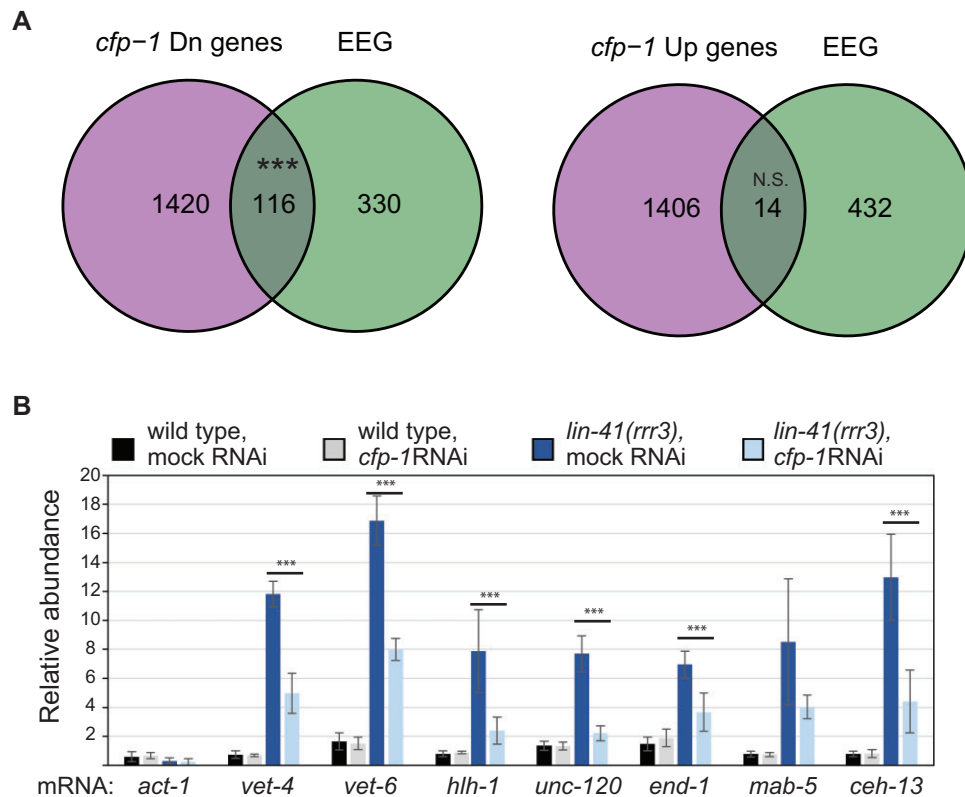 A
cfp−1 Dn genes EEG
*** 
1420 116 330
cfp−1 Up genes EEG
N.S.
1406 14 432
B
wild type, mock RNAi
wild type, cfp-1RNAi
lin-41(rrr3), mock RNAi
lin-41(rrr3), cfp-1RNAi
Relative abundance
20
18
16
14
12
10
8
6
4
2
***
***
***
***
***
***
mRNA: act-1 vet-4 vet-6 hlh-1 unc-120 end-1 mab-5 ceh-13